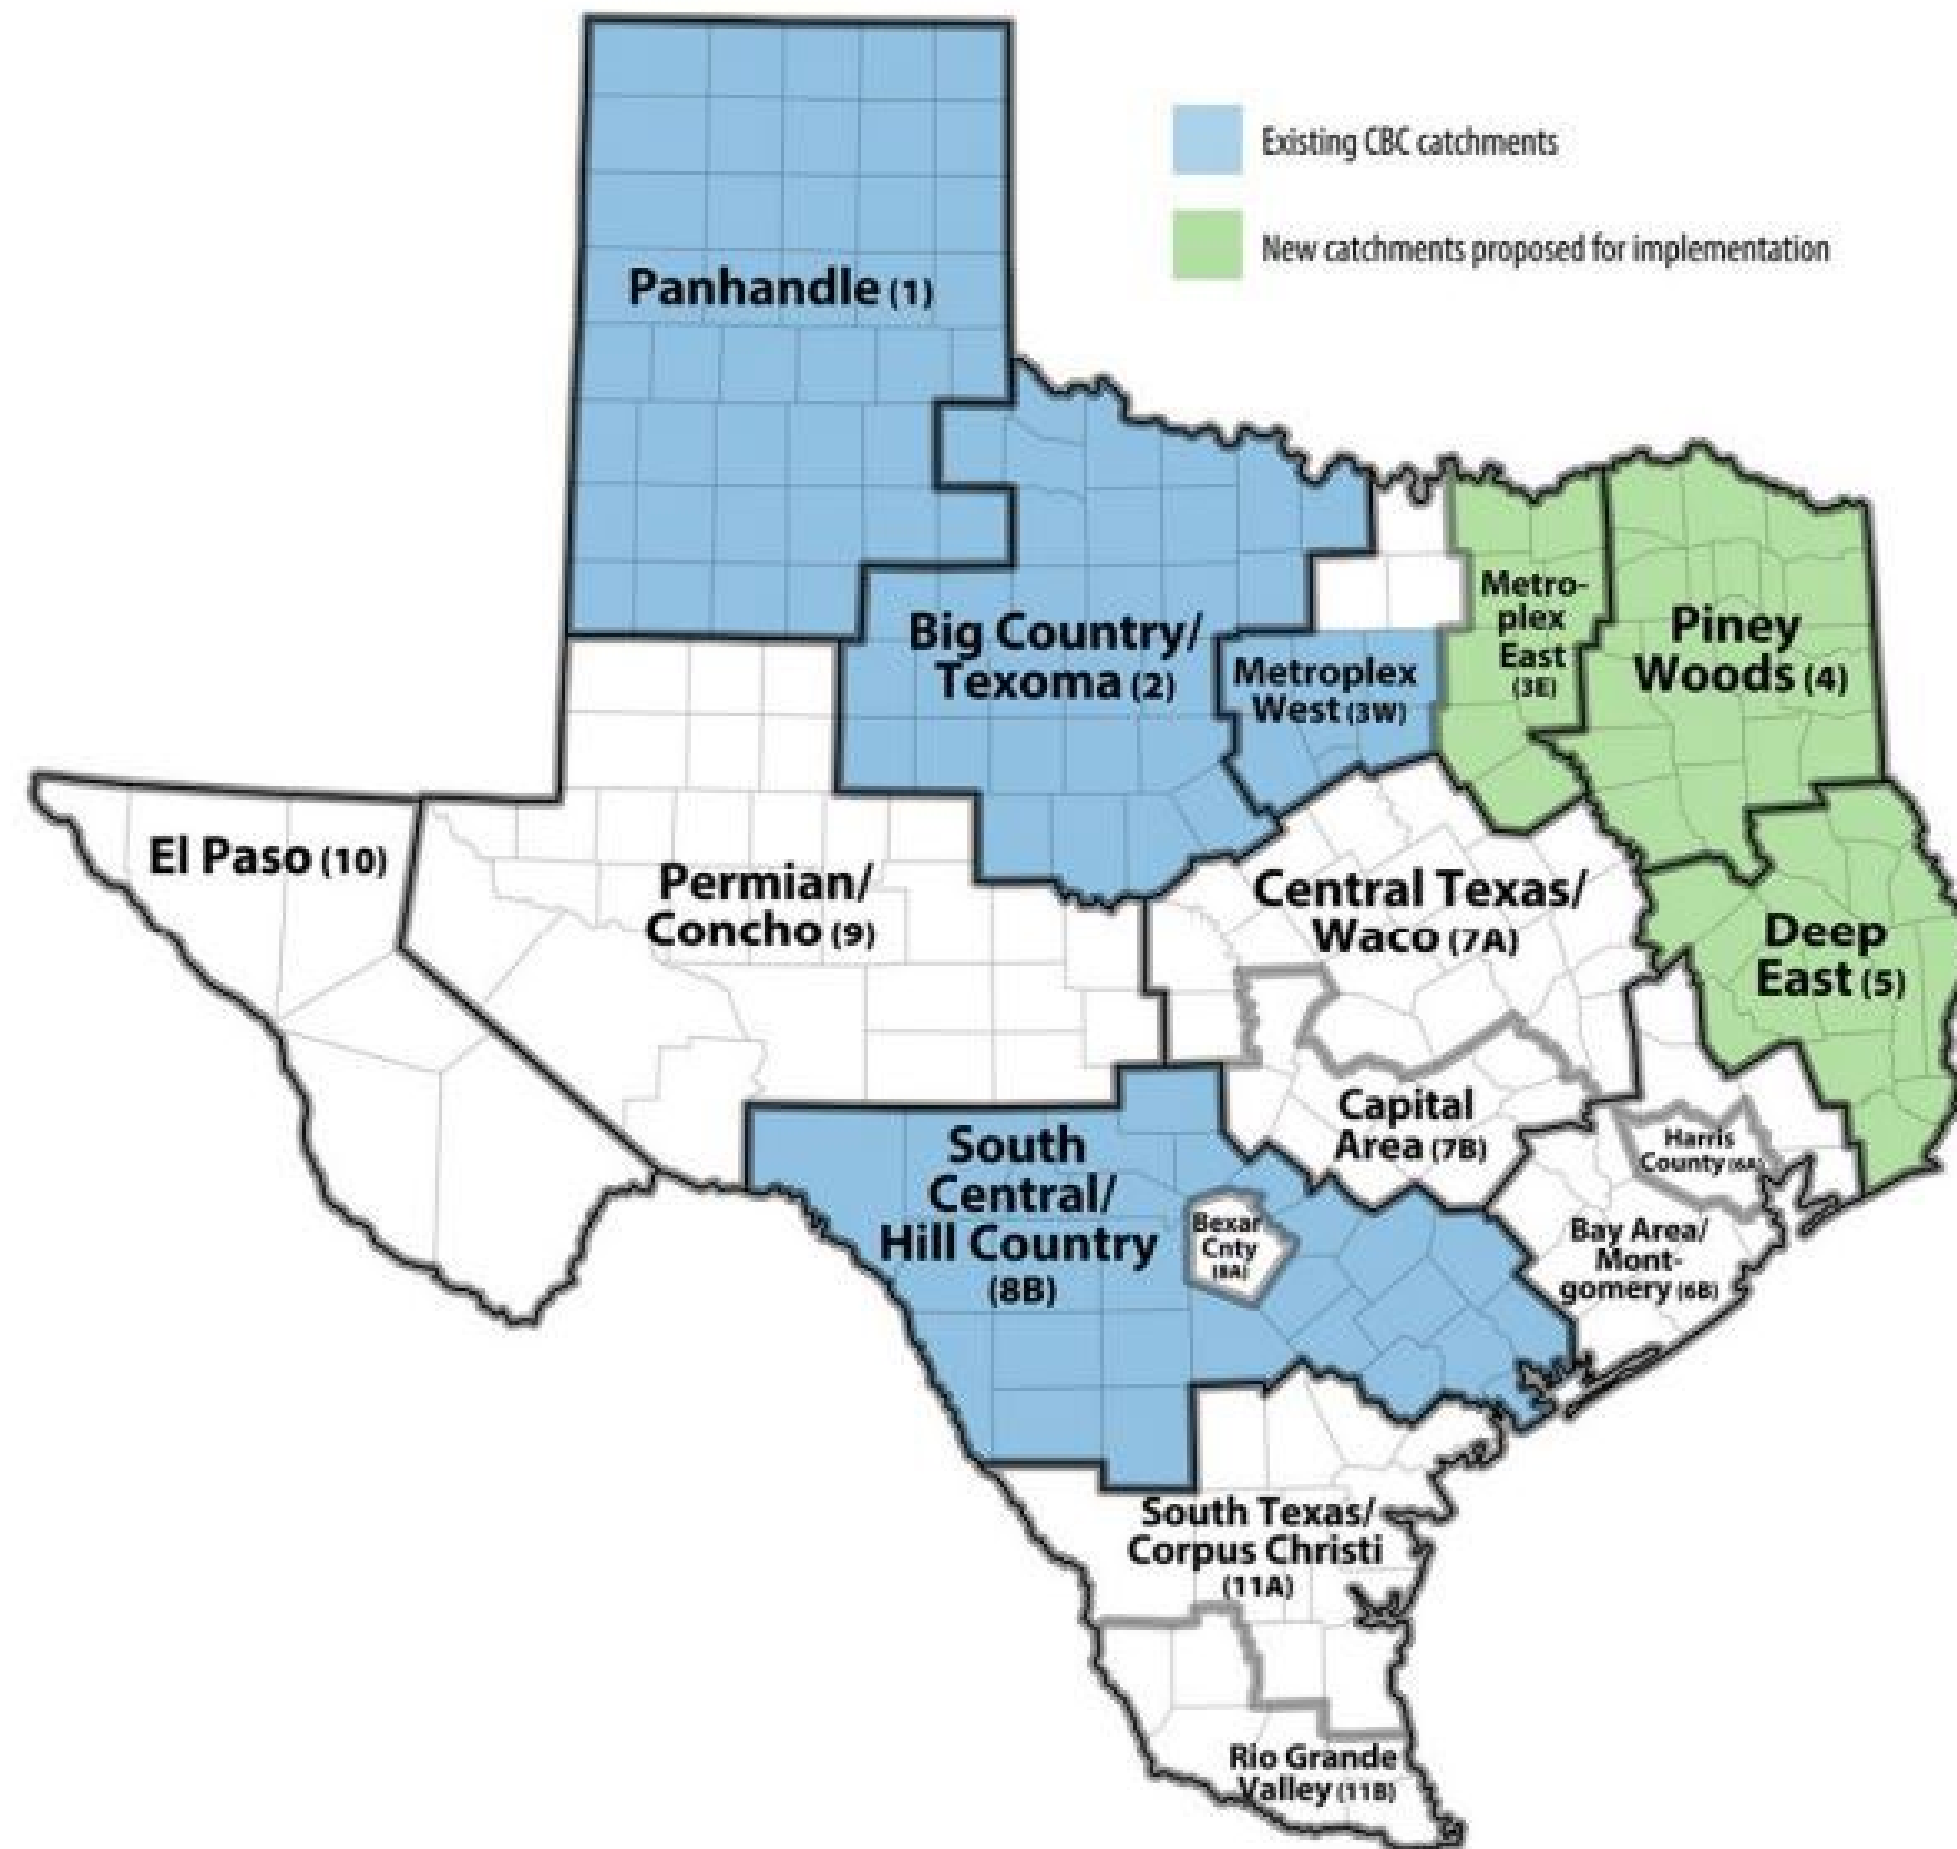 Existing CBC catchments
New catchments proposed for implementation
Panhandle (1)
Big Country/
Texoma (2)
Metroplex
West (3W)
Metro-
plex
East
(3E)
Piney
Woods (4)
El Paso (10)
Permian/
Concho (9)
Central Texas/
Waco (7A)
Deep
East (5)
Capital
Area (7B)
Harris
County (6A)
South
Central/
Hill Country
(8B)
Bexar
Cnty
(8A)
Bay Area/
Mont-
gomery (6B)
South Texas/
Corpus Christi
(11A)
Rio Grande
Valley (11B)